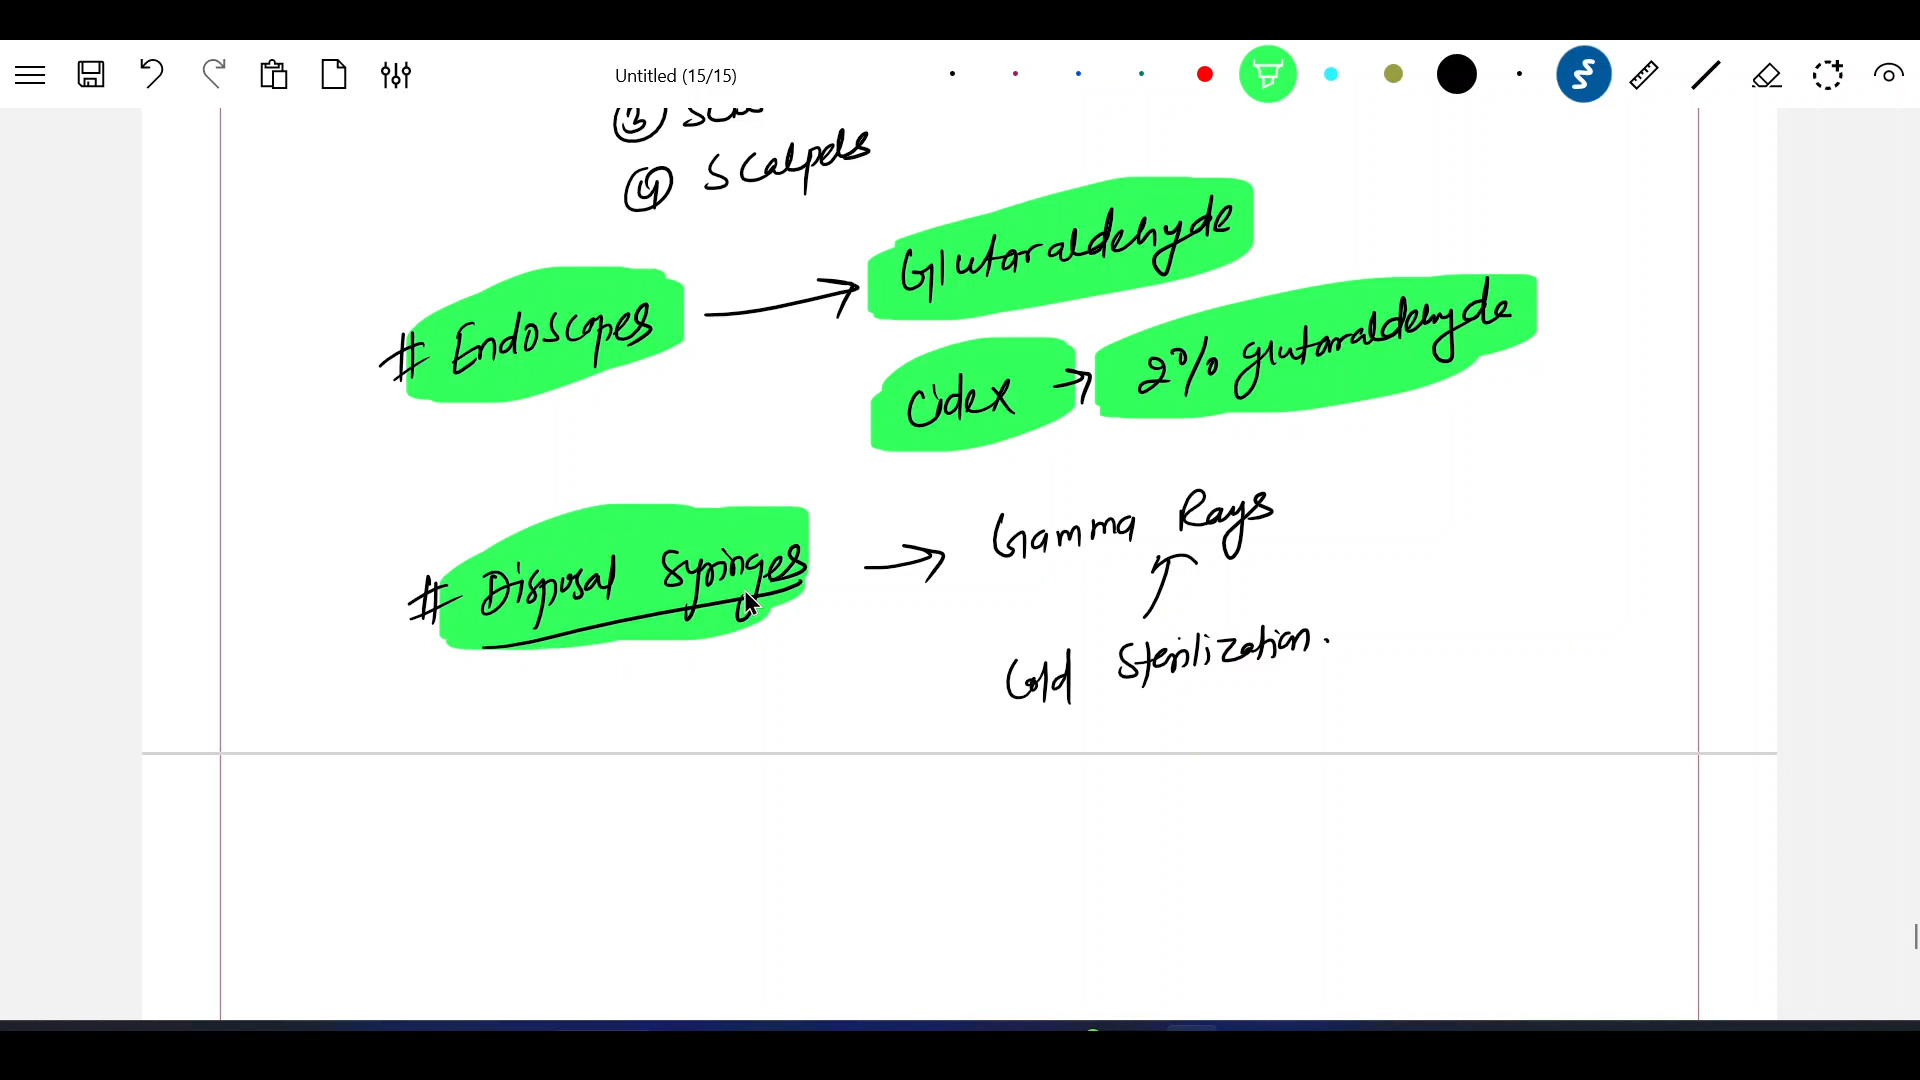 Untitled (15/15)
④ Scalpels
# Endoscopes → Glutaraldehyde
Cidex → 2% glutaraldehyde
# Disposal Syringes → Gamma Rays
Cold Sterilization.